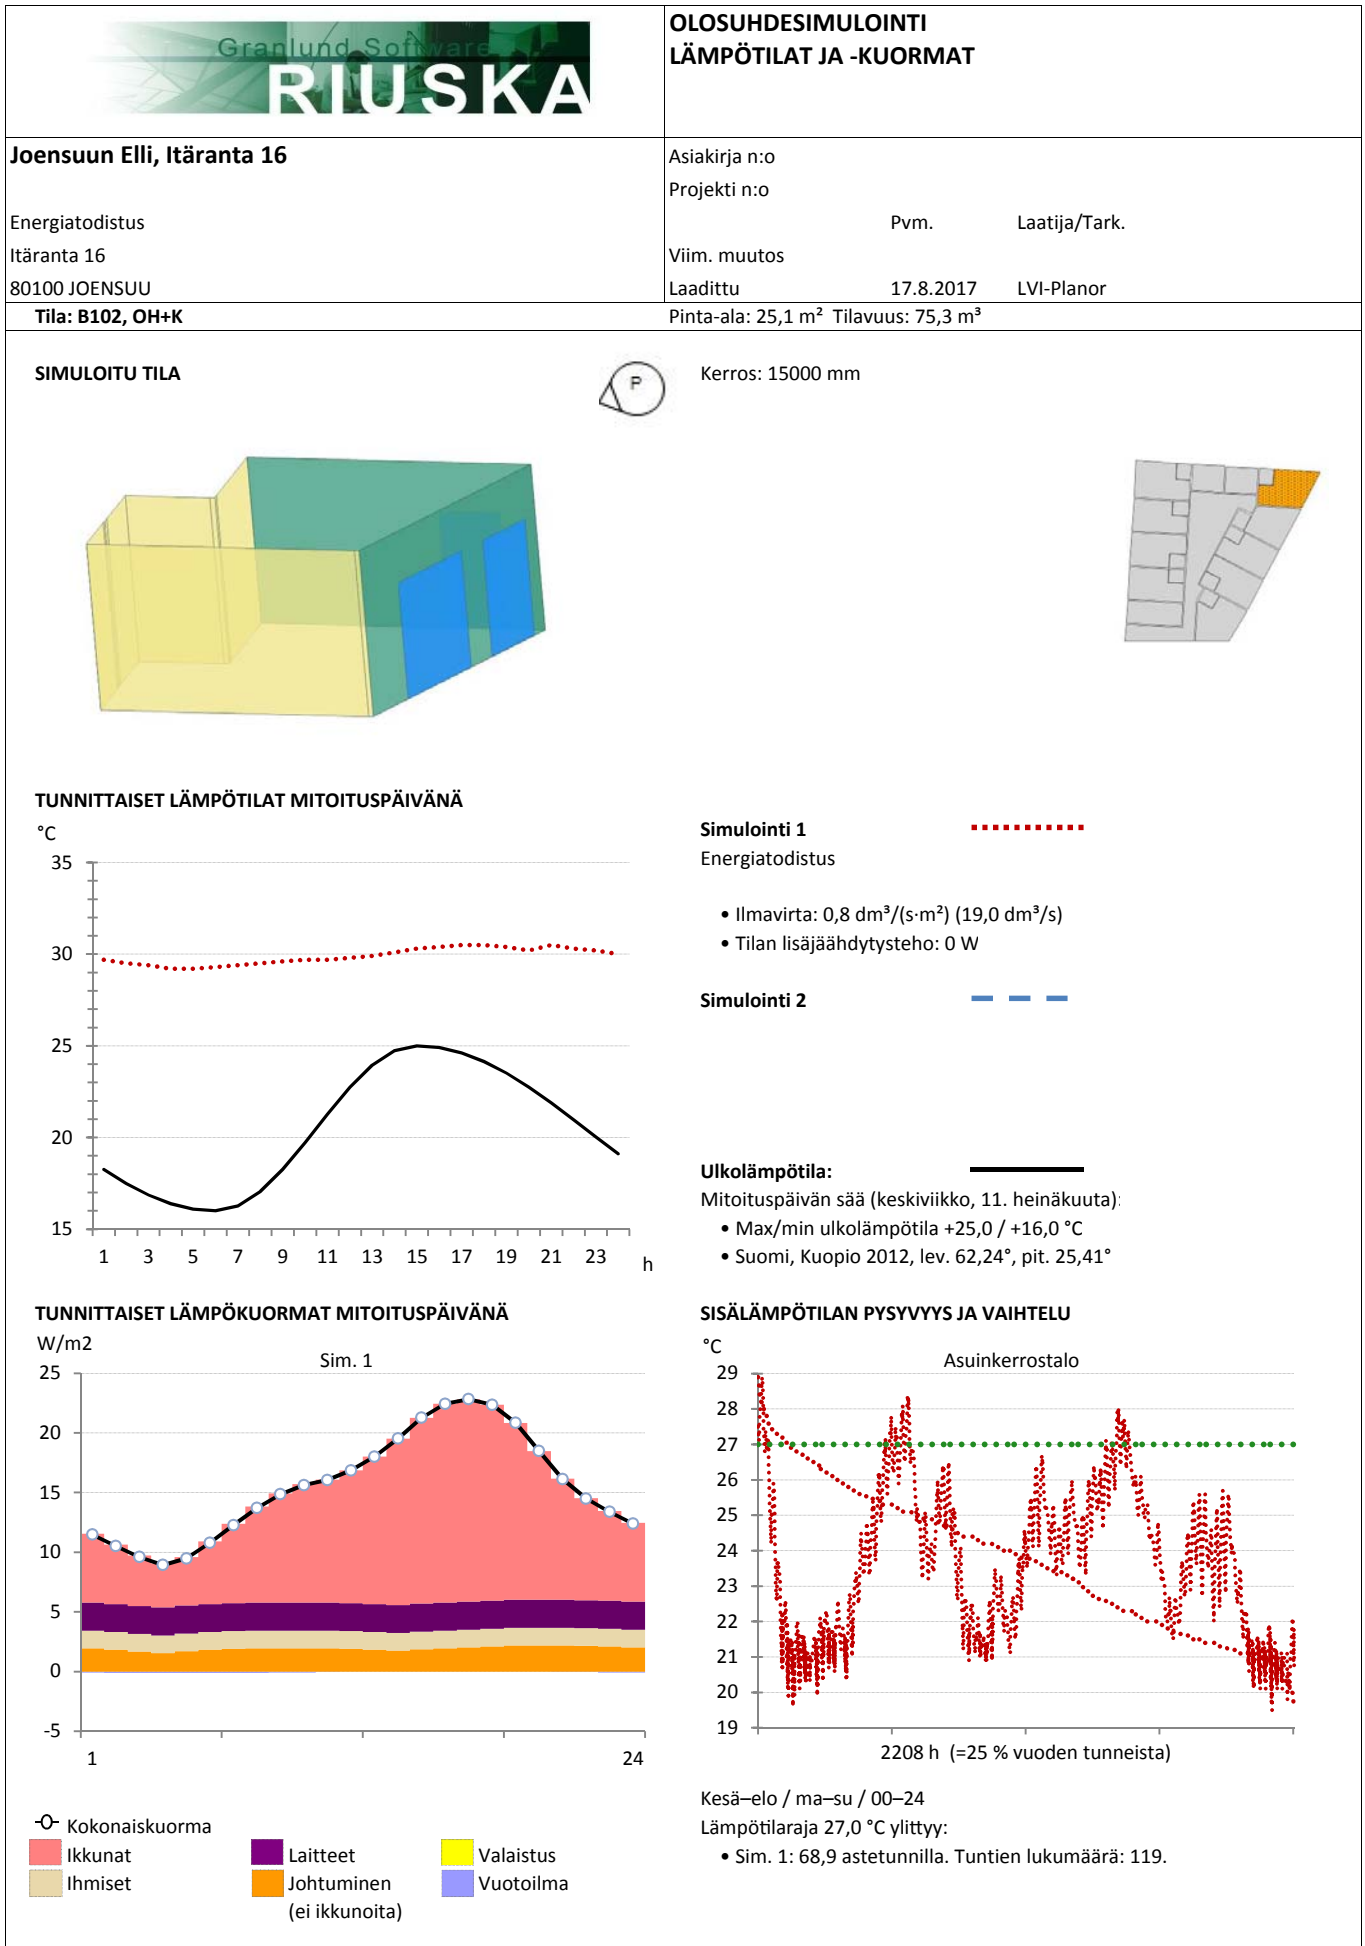 Granlund Software
RIUSKA
OLOSUHDESIMULOINTI
LÄMPÖTILAT JA -KUORMAT
Joensuun Elli, Itäranta 16
Asiakirja n:o
Projekti n:o
Energiatodistus
Pvm. Laatija/Tark.
Itäranta 16
Viim. muutos
80100 JOENSUU
Laadittu 17.8.2017 LVI-Planor
Tila: B102, OH+K
Pinta-ala: 25,1 m² Tilavuus: 75,3 m³
SIMULOITU TILA
P
Kerros: 15000 mm
TUNNITTAISET LÄMPÖTILAT MITOITUSPÄIVÄNÄ
°C
35
30
25
20
15
1 3 5 7 9 11 13 15 17 19 21 23 h
Simulointi 1
Energiatodistus
• Ilmavirta: 0,8 dm³/(s·m²) (19,0 dm³/s)
• Tilan lisäjäähdytysteho: 0 W
Simulointi 2
Ulkolämpötila:
Mitoituspäivän sää (keskiviikko, 11. heinäkuuta):
• Max/min ulkolämpötila +25,0 / +16,0 °C
• Suomi, Kuopio 2012, lev. 62,24°, pit. 25,41°
TUNNITTAISET LÄMPÖKUORMAT MITOITUSPÄIVÄNÄ
W/m2
Sim. 1
25
20
15
10
5
0
-5
1 24
Kokonaiskuorma
Ikkunat Laitteet Valaistus
Ihmiset Johtuminen Vuotoilma
(ei ikkunoita)
SISÄLÄMPÖTILAN PYSYVYYS JA VAIHTELU
°C
Asuinkerrostalo
29
28
27
26
25
24
23
22
21
20
19
2208 h (=25 % vuoden tunneista)
Kesä–elo / ma–su / 00–24
Lämpötilaraja 27,0 °C ylittyy:
• Sim. 1: 68,9 astetunnilla. Tuntien lukumäärä: 119.